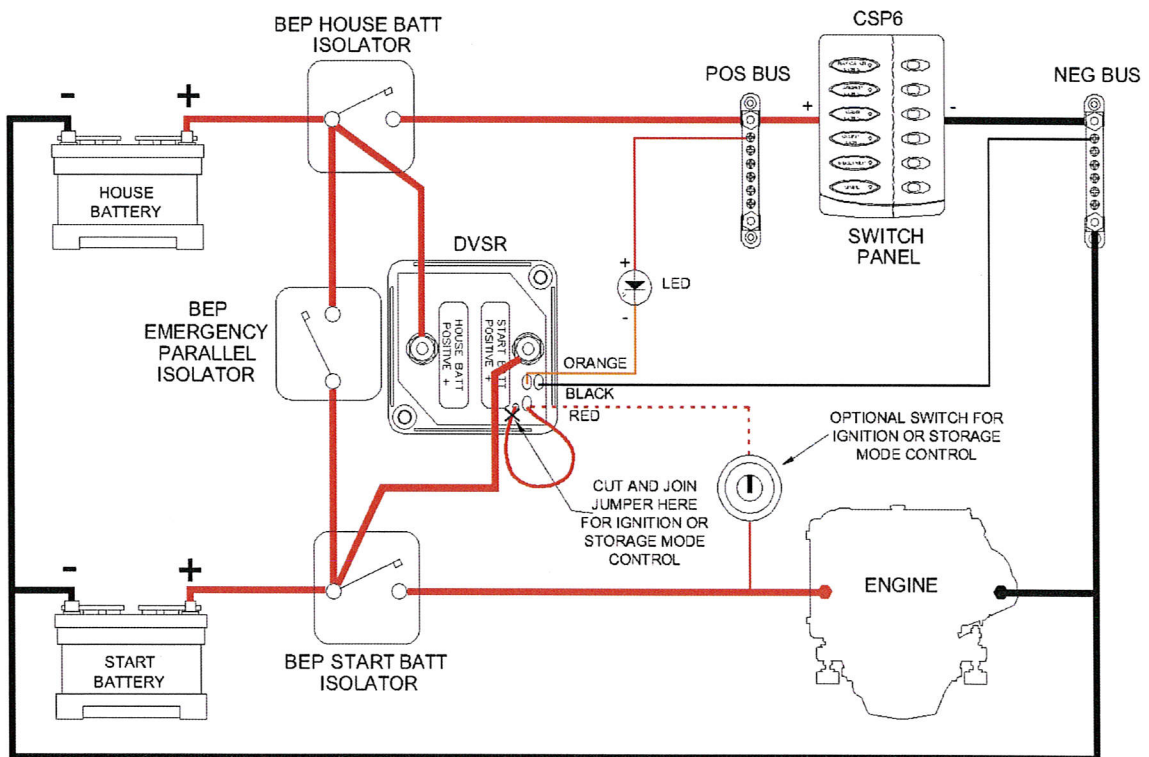 BEP HOUSE BATT
ISOLATOR
CSP6
POS BUS
NEG BUS
-
+
+
-
HOUSE
BATTERY
SWITCH
PANEL
DVSR
HOUSE BATT
POSITIVE +
START BATT
POSITIVE +
+
LED
-
BEP
EMERGENCY
PARALLEL
ISOLATOR
ORANGE
BLACK
RED
OPTIONAL SWITCH FOR
IGNITION OR STORAGE
MODE CONTROL
CUT AND JOIN
JUMPER HERE
FOR IGNITION OR
STORAGE MODE
CONTROL
-
+
START
BATTERY
BEP START BATT
ISOLATOR
ENGINE